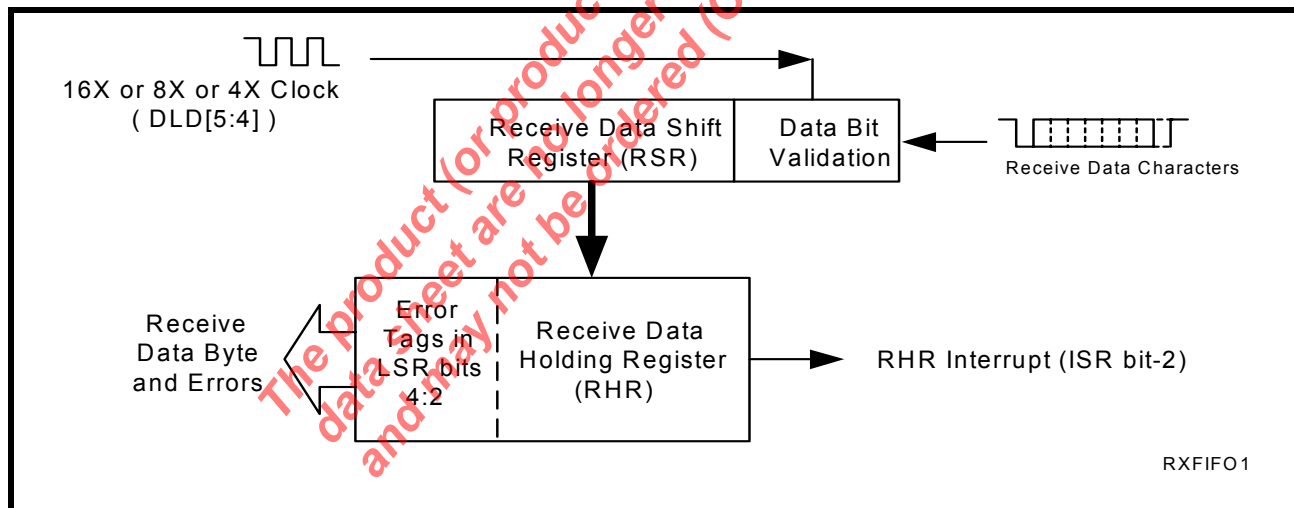 16X or 8X or 4X Clock
( DLD[5:4] )
Receive Data Shift
Register (RSR)
Data Bit
Validation
Receive Data Characters
Receive
Data Byte
and Errors
Error
Tags in
LSR bits
4:2
Receive Data
Holding Register
(RHR)
RHR Interrupt (ISR bit-2)
RXFIFO1
The product (or produc
data sheet are no longer
and may not be ordered (O